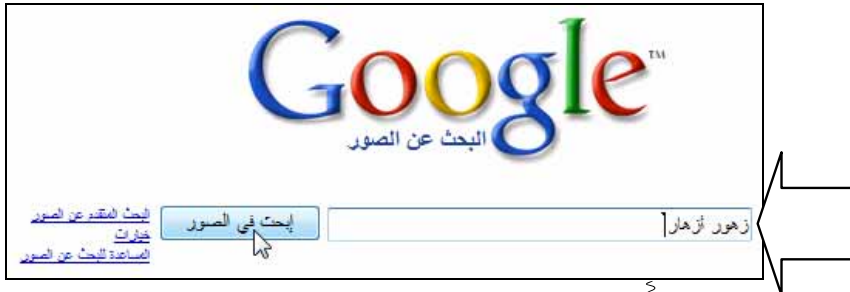 Google™
البحث عن الصور
زهور أزهار
إبحث في الصور
البحث المتقدم عن الصور
خيارات
المساعدة للبحث عن الصور